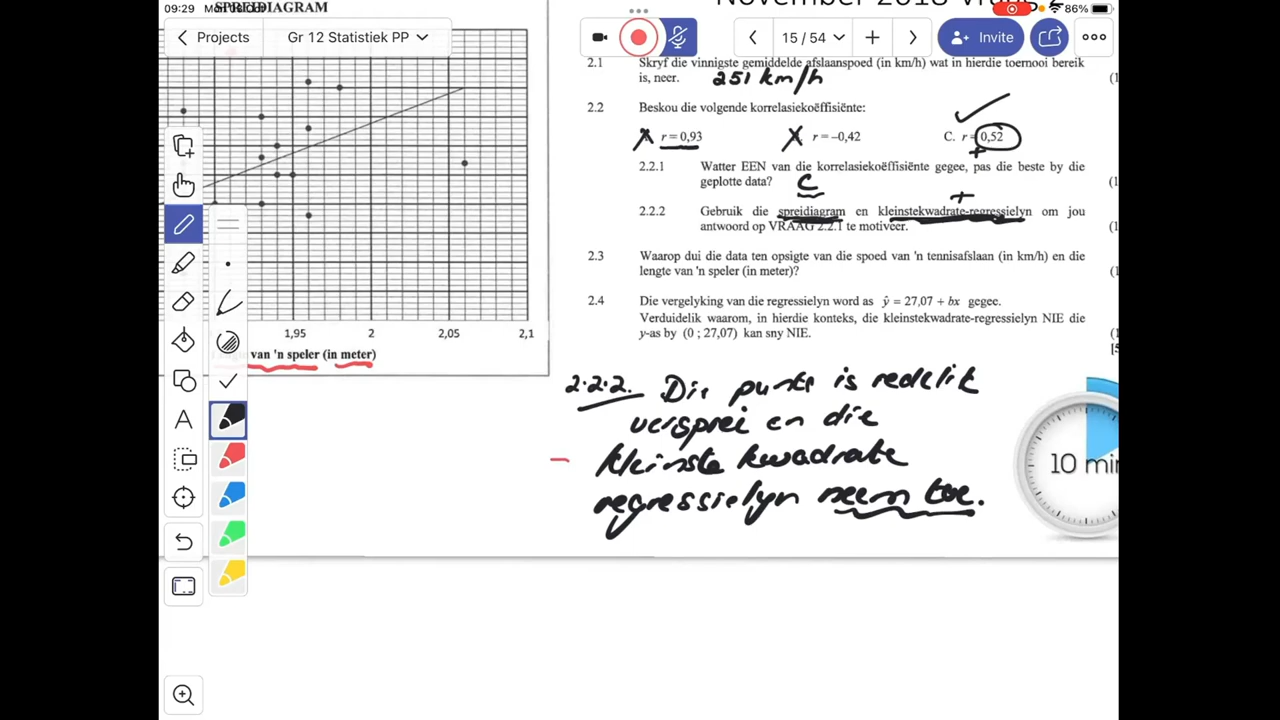 09:29
86%
SPREIDIAGRAM
Projects
Gr 12 Statistiek PP
15 / 54
Invite
2.1 Skryf die vinnigste gemiddelde afslaanspoed (in km/h) wat in hierdie toernooi bereik
is, neer. 251 km/h
2.2 Beskou die volgende korrelasiekoëffisiënte:
r = 0,93 r = –0,42 C. r = 0,52
+
2.2.1 Watter EEN van die korrelasiekoëffisiënte gegee, pas die beste by die
geplotte data? C
+
2.2.2 Gebruik die spreidiagram en kleinstekwadrate-regressielyn om jou
antwoord op VRAAG 2.2.1 te motiveer.
2.3 Waarop dui die data ten opsigte van die spoed van 'n tennisafslaan (in km/h) en die
lengte van 'n speler (in meter)?
2.4 Die vergelyking van die regressielyn word as ŷ = 27,07 + bx gegee.
Verduidelik waarom, in hierdie konteks, die kleinstekwadrate-regressielyn NIE die
y-as by (0 ; 27,07) kan sny NIE.
1,95 2 2,05 2,1
van 'n speler (in meter)
2.2.2. Die punte is redelik
versprei en die
kleinste kwadrate
regressielyn neem toe.
10 min
A